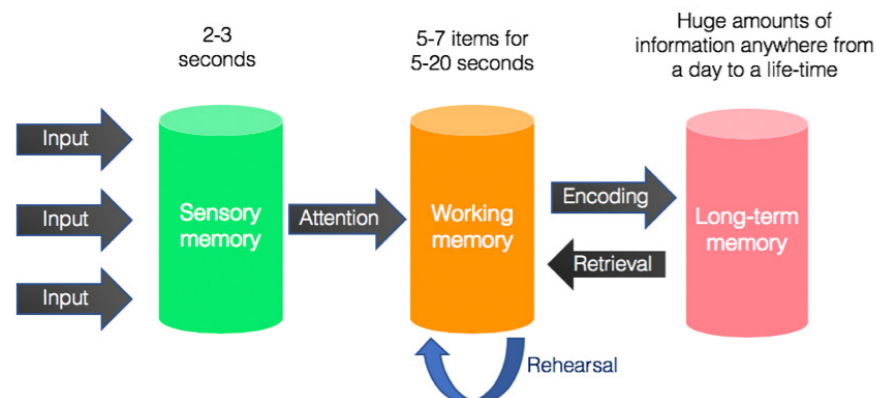 2-3
seconds
5-7 items for
5-20 seconds
Huge amounts of
information anywhere from
a day to a life-time
Input
Input
Input
Sensory
memory
Attention
Working
memory
Encoding
Retrieval
Long-term
memory
Rehearsal